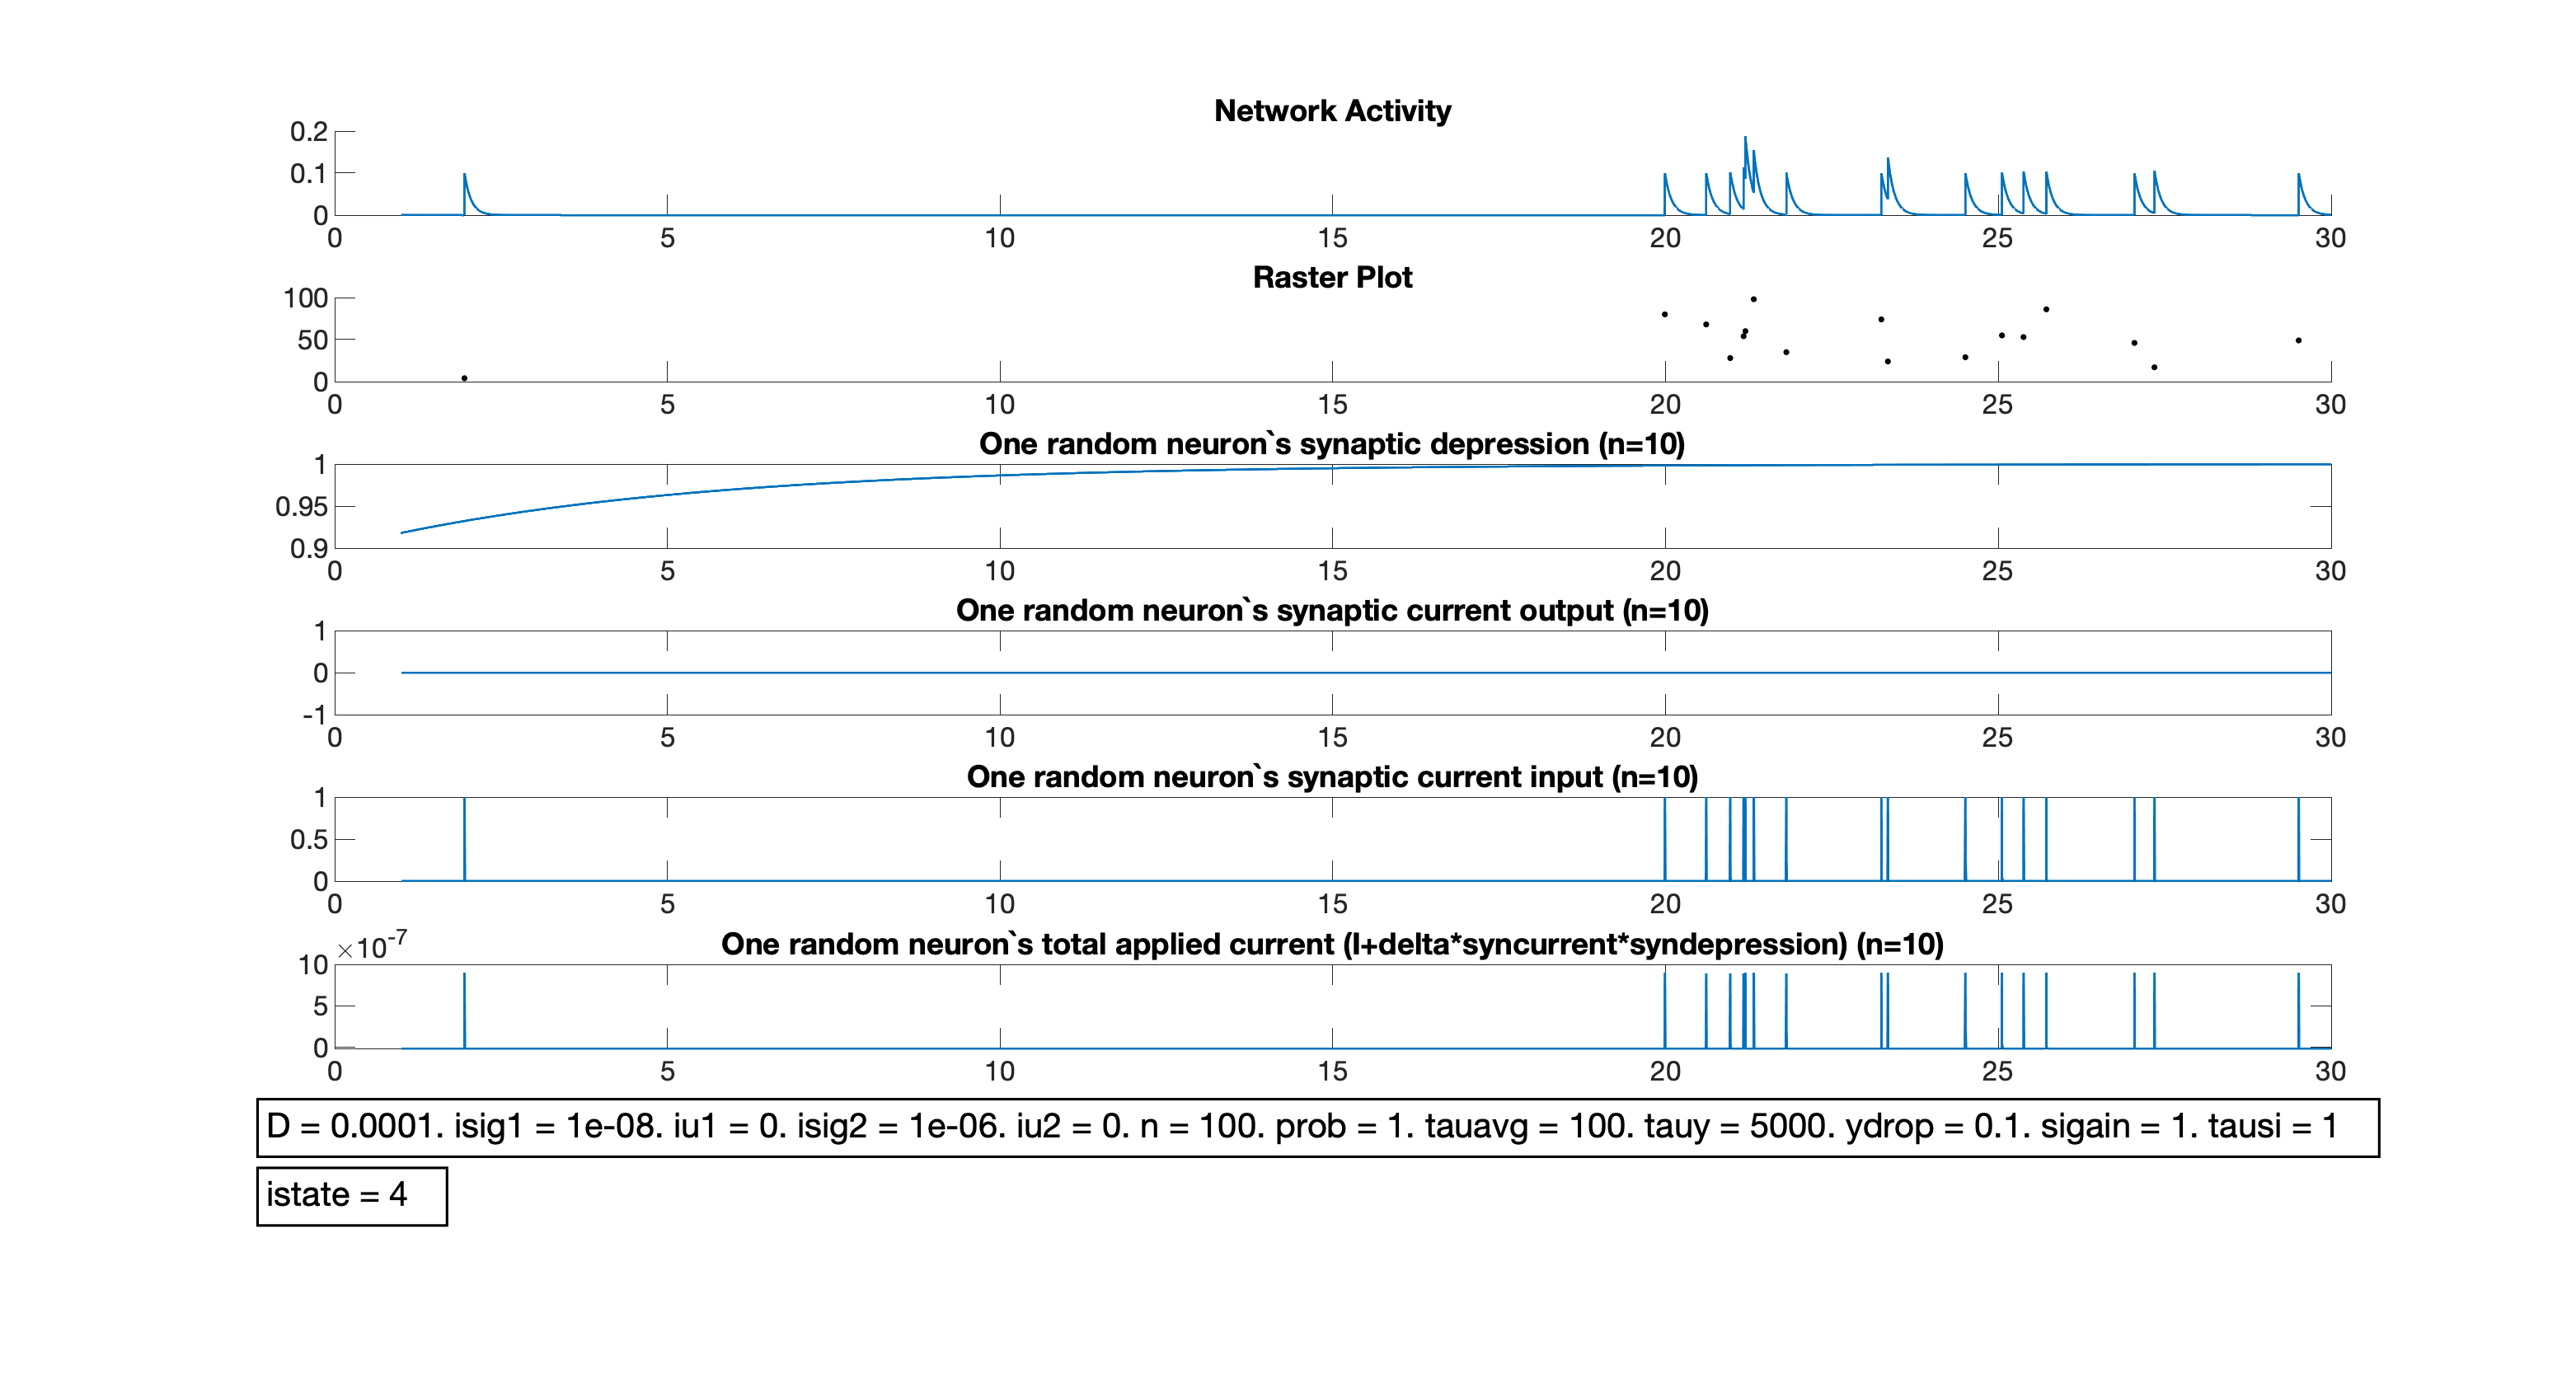 Network Activity
0.2
0.1
0
0 5 10 15 20 25 30
Raster Plot
100
50
0
0 5 10 15 20 25 30
One random neuron`s synaptic depression (n=10)
1
0.95
0.9
0 5 10 15 20 25 30
One random neuron`s synaptic current output (n=10)
1
0
-1
0 5 10 15 20 25 30
One random neuron`s synaptic current input (n=10)
1
0.5
0
0 5 10 15 20 25 30
One random neuron`s total applied current (I+delta*syncurrent*syndepression) (n=10)
×10⁻⁷
10
5
0
0 5 10 15 20 25 30
D = 0.0001. isig1 = 1e-08. iu1 = 0. isig2 = 1e-06. iu2 = 0. n = 100. prob = 1. tauavg = 100. tauy = 5000. ydrop = 0.1. sigain = 1. tausi = 1
istate = 4